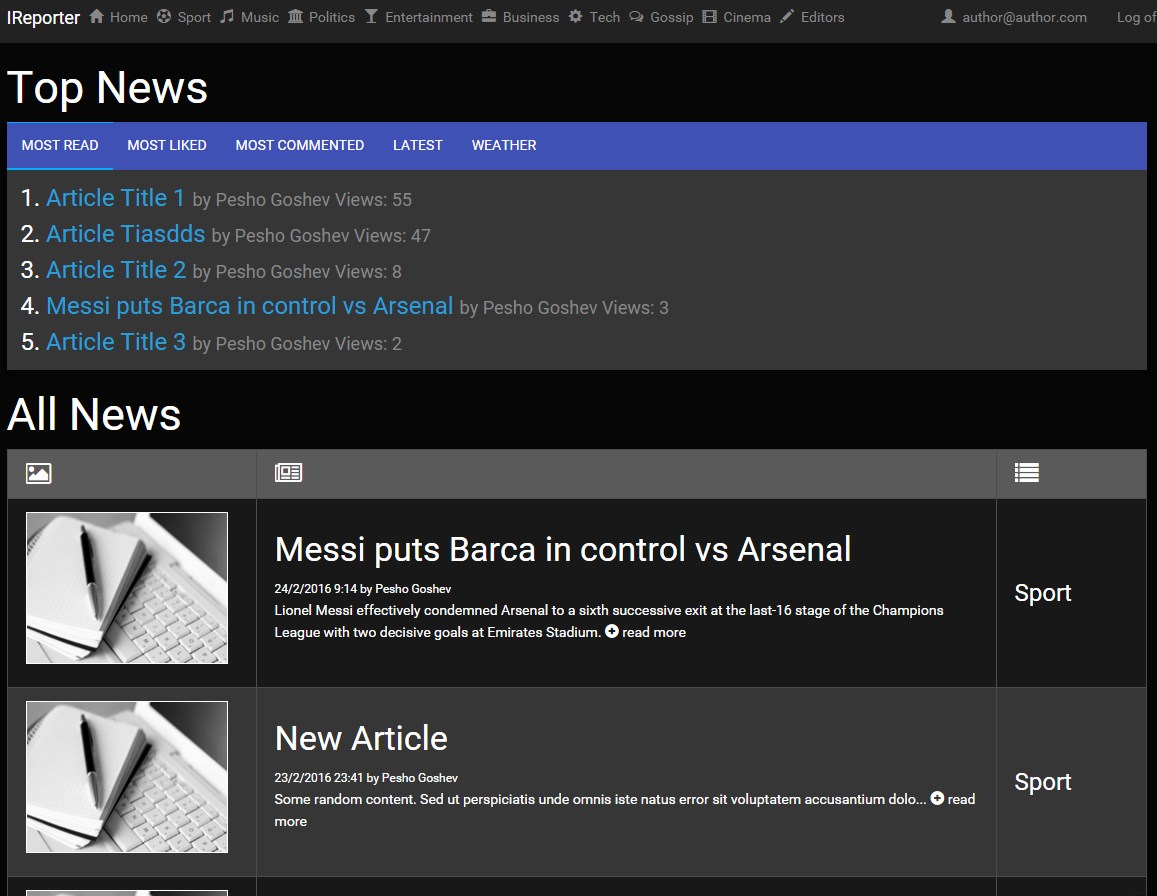 IReporter Home Sport Music Politics Entertainment Business Tech Gossip Cinema Editors author@author.com Log of
Top News
MOST READ MOST LIKED MOST COMMENTED LATEST WEATHER
1. Article Title 1 by Pesho Goshev Views: 55
2. Article Tiasdds by Pesho Goshev Views: 47
3. Article Title 2 by Pesho Goshev Views: 8
4. Messi puts Barca in control vs Arsenal by Pesho Goshev Views: 3
5. Article Title 3 by Pesho Goshev Views: 2
All News
Messi puts Barca in control vs Arsenal
24/2/2016 9:14 by Pesho Goshev
Lionel Messi effectively condemned Arsenal to a sixth successive exit at the last-16 stage of the Champions
League with two decisive goals at Emirates Stadium. read more
Sport
New Article
23/2/2016 23:41 by Pesho Goshev
Some random content. Sed ut perspiciatis unde omnis iste natus error sit voluptatem accusantium dolo... read
more
Sport